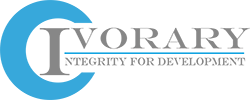 IVORARY
INTEGRITY FOR DEVELOPMENT